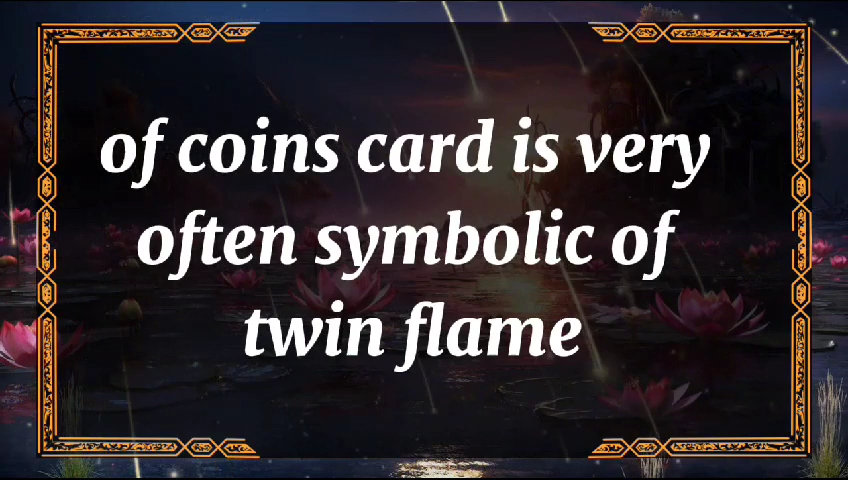 of coins card is very
often symbolic of
twin flame